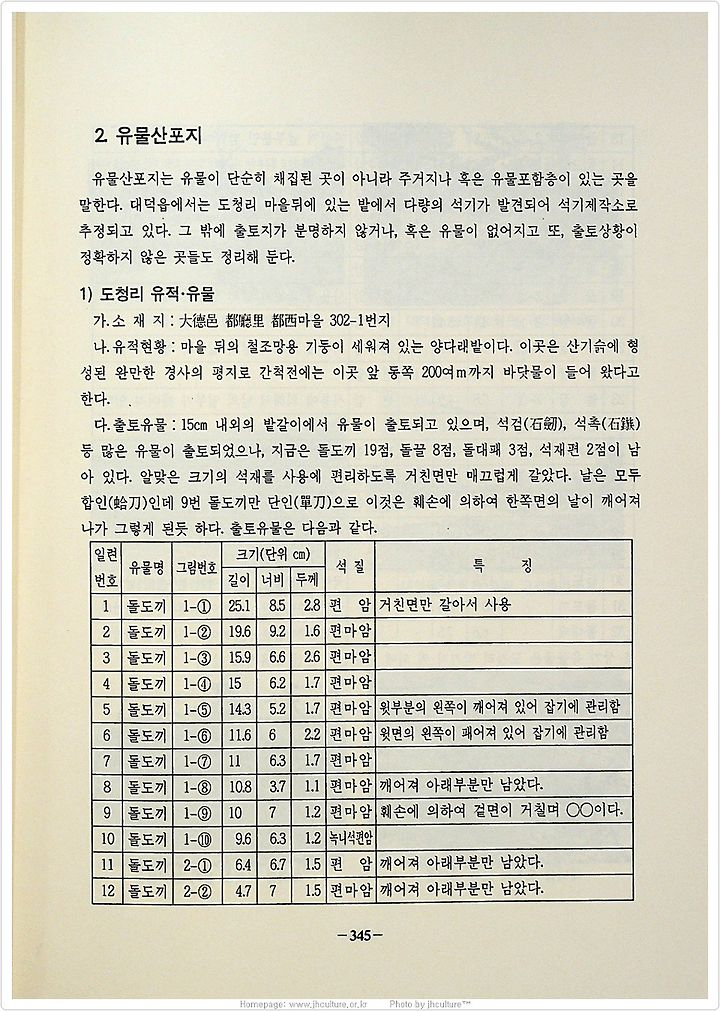 2. 유물산포지
유물산포지는 유물이 단순히 채집된 곳이 아니라 주거지나 혹은 유물포함층이 있는 곳을
말한다. 대덕읍에서는 도청리 마을뒤에 있는 밭에서 다량의 석기가 발견되어 석기제작소로
추정되고 있다. 그 밖에 출토지가 분명하지 않거나, 혹은 유물이 없어지고 또, 출토상황이
정확하지 않은 곳들도 정리해 둔다.
1) 도청리 유적·유물
가.소 재 지 : 大德邑 都廳里 都西마을 302-1번지
나.유적현황 : 마을 뒤의 철조망용 기둥이 세워져 있는 양다래밭이다. 이곳은 산기슭에 형
성된 완만한 경사의 평지로 간척전에는 이곳 앞 동쪽 200여m까지 바닷물이 들어 왔다고
한다.
다.출토유물 : 15㎝ 내외의 밭갈이에서 유물이 출토되고 있으며, 석검(石劒), 석촉(石鏃)
등 많은 유물이 출토되었으나, 지금은 돌도끼 19점, 돌끌 8점, 돌대패 3점, 석재편 2점이 남
아 있다. 알맞은 크기의 석재를 사용에 편리하도록 거친면만 매끄럽게 갈았다. 날은 모두
합인(蛤刀)인데 9번 돌도끼만 단인(單刀)으로 이것은 훼손에 의하여 한쪽면의 날이 깨어져
나가 그렇게 된듯 하다. 출토유물은 다음과 같다.
일련번호 유물명 그림번호 크기(단위 ㎝) 석 질 특 징
길이 너비 두께
1 돌도끼 1-① 25.1 8.5 2.8 편 암 거친면만 갈아서 사용
2 돌도끼 1-② 19.6 9.2 1.6 편마암
3 돌도끼 1-③ 15.9 6.6 2.6 편마암
4 돌도끼 1-④ 15 6.2 1.7 편마암
5 돌도끼 1-⑤ 14.3 5.2 1.7 편마암 윗부분의 왼쪽이 깨어져 있어 잡기에 관리함
6 돌도끼 1-⑥ 11.6 6 2.2 편마암 윗면의 왼쪽이 패어져 있어 잡기에 관리함
7 돌도끼 1-⑦ 11 6.3 1.7 편마암
8 돌도끼 1-⑧ 10.8 3.7 1.1 편마암 깨어져 아래부분만 남았다.
9 돌도끼 1-⑨ 10 7 1.2 편마암 훼손에 의하여 겉면이 거칠며 ○○이다.
10 돌도끼 1-⑩ 9.6 6.3 1.2 녹니석편암
11 돌도끼 2-① 6.4 6.7 1.5 편 암 깨어져 아래부분만 남았다.
12 돌도끼 2-② 4.7 7 1.5 편마암 깨어져 아래부분만 남았다.
-345-
Homepage: www.jhculture.or.kr Photo by jhculture™